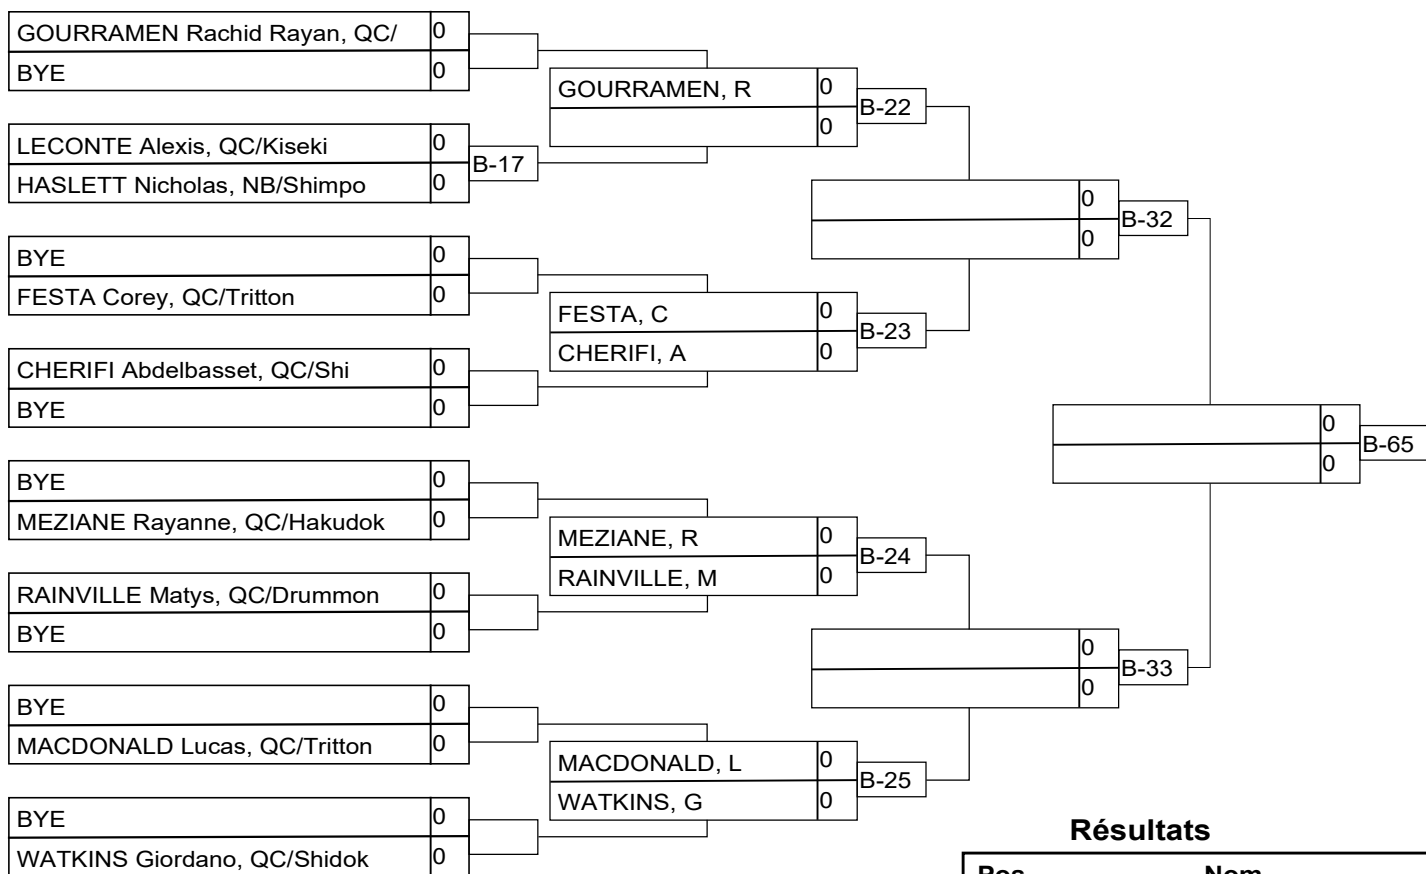 GOURRAMEN Rachid Rayan, QC/ 0
BYE 0
LECONTE Alexis, QC/Kiseki 0
HASLETT Nicholas, NB/Shimpo 0
B-17
BYE 0
FESTA Corey, QC/Tritton 0
CHERIFI Abdelbasset, QC/Shi 0
BYE 0
BYE 0
MEZIANE Rayanne, QC/Hakudok 0
RAINVILLE Matys, QC/Drummon 0
BYE 0
BYE 0
MACDONALD Lucas, QC/Tritton 0
BYE 0
WATKINS Giordano, QC/Shidok 0
GOURRAMEN, R 0
0
B-22
FESTA, C 0
CHERIFI, A 0
B-23
MEZIANE, R 0
RAINVILLE, M 0
B-24
MACDONALD, L 0
WATKINS, G 0
B-25
0
0
B-32
0
0
B-33
0
0
B-65
Résultats
Pos Nom